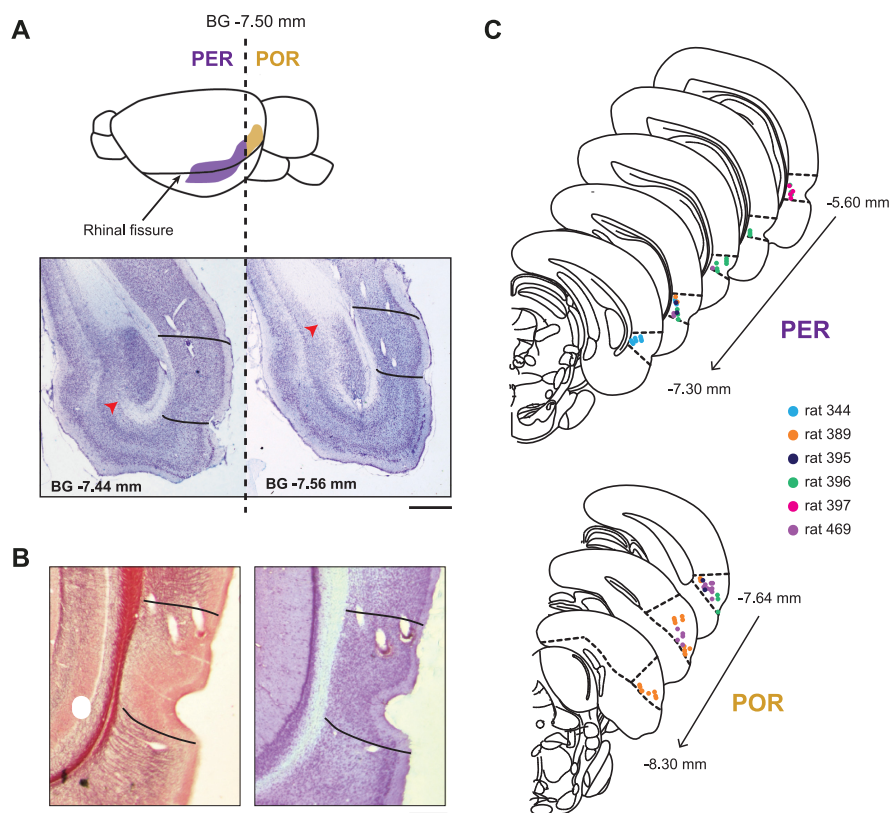 A
BG -7.50 mm
PER
POR
Rhinal fissure
BG -7.44 mm
BG -7.56 mm
B
C
-5.60 mm
PER
-7.30 mm
rat 344
rat 389
rat 395
rat 396
rat 397
rat 469
-7.64 mm
POR
-8.30 mm